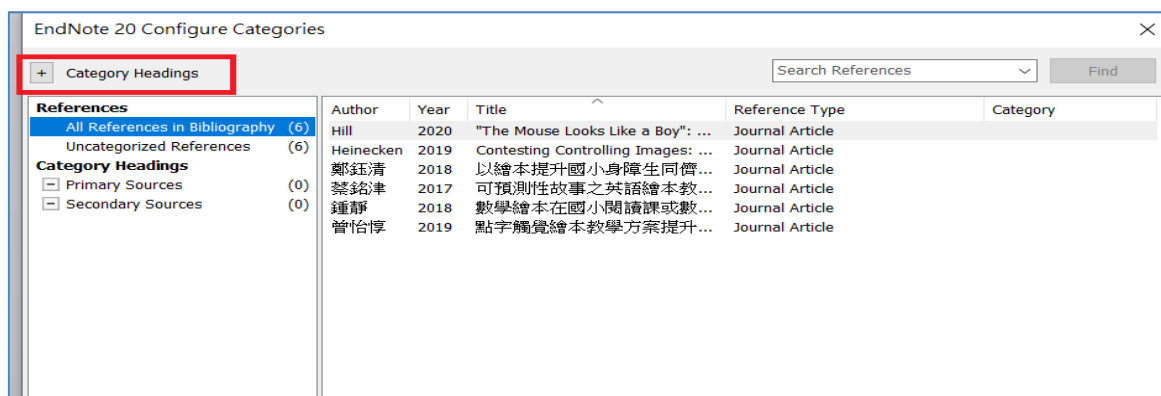 EndNote 20 Configure Categories
+ Category Headings
Search References
Find
References
All References in Bibliography (6)
Uncategorized References (6)
Category Headings
Primary Sources (0)
Secondary Sources (0)
Author Year Title Reference Type Category
Hill 2020 "The Mouse Looks Like a Boy": ... Journal Article
Heinecken 2019 Contesting Controlling Images: ... Journal Article
鄭鈺清 2018 以繪本提升國小身障生同儕... Journal Article
蔡銘津 2017 可預測性故事之英語繪本教... Journal Article
鍾靜 2018 數學繪本在國小閱讀課或數... Journal Article
曾怡惇 2019 點字觸覺繪本教學方案提升... Journal Article